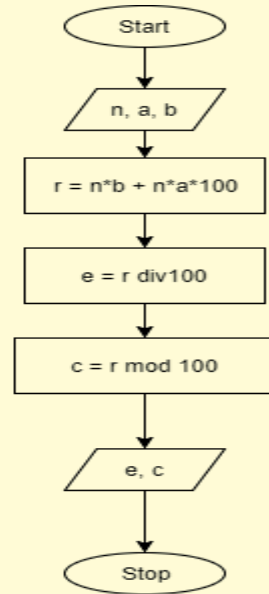 Start
n, a, b
r = n*b + n*a*100
e = r div100
c = r mod 100
e, c
Stop